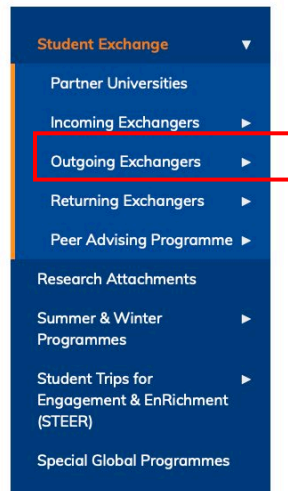 Student Exchange ▼
Partner Universities
Incoming Exchangers ►
Outgoing Exchangers ►
Returning Exchangers ►
Peer Advising Programme ►
Research Attachments
Summer & Winter ►
Programmes
Student Trips for ►
Engagement & EnRichment
(STEER)
Special Global Programmes